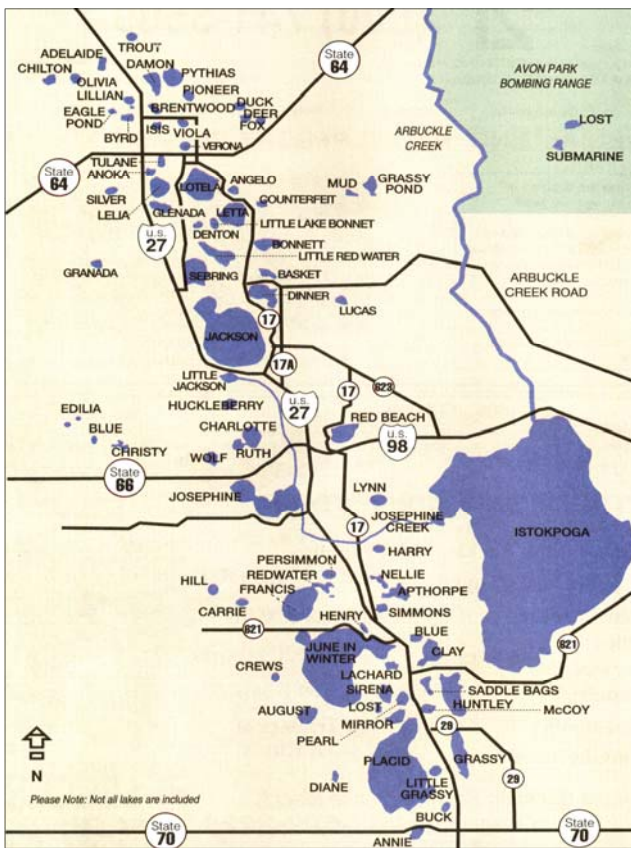 TROUT
State
64
ADELAIDE
DAMON
CHILTON
OLIVIA
PYTHIAS
LILLIAN
PIONEER
EAGLE
POND
BRENTWOOD
DUCK
DEER
FOX
BYRD
ISIS
VIOLA
VERONA
AVON PARK
BOMBING RANGE
LOST
SUBMARINE
ARBUCKLE
CREEK
TULANE
ANOKA
State
64
SILVER
LELIA
LOTELA
ANGELO
MUD
GRASSY
POND
COUNTERFEIT
GLENADA
LETTA
LITTLE LAKE BONNET
DENTON
U.S.
27
BONNETT
LITTLE RED WATER
GRANADA
SEBRING
BASKET
DINNER
LUCAS
ARBUCKLE
CREEK ROAD
17
JACKSON
17A
LITTLE
JACKSON
17
623
HUCKLEBERRY
U.S.
27
EDILIA
BLUE
CHRISTY
CHARLOTTE
RED BEACH
U.S.
98
WOLF
RUTH
State
66
JOSEPHINE
LYNN
17
JOSEPHINE
CREEK
ISTOKPOGA
HARRY
PERSIMMON
REDWATER
FRANCIS
NELLIE
HILL
APTHORPE
CARRIE
SIMMONS
HENRY
621
BLUE
JUNE IN
WINTER
CLAY
621
CREWS
LACHARD
SIRENA
SADDLE BAGS
LOST
HUNTLEY
McCOY
AUGUST
MIRROR
PEARL
29
PLACID
GRASSY
N
DIANE
LITTLE
GRASSY
29
Please Note: Not all lakes are included
BUCK
State
70
ANNIE
State
70